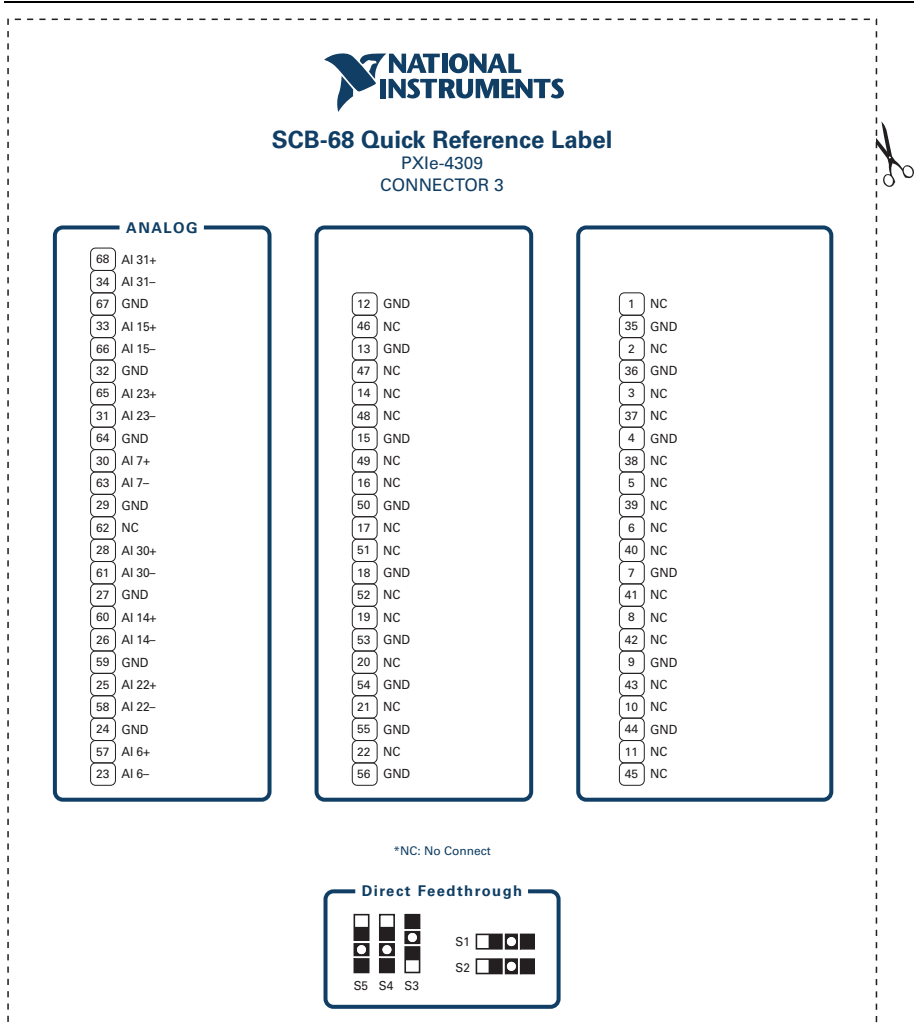 NATIONAL
INSTRUMENTS
SCB-68 Quick Reference Label
PXIe-4309
CONNECTOR 3
ANALOG
68 AI 31+
34 AI 31–
67 GND
33 AI 15+
66 AI 15–
32 GND
65 AI 23+
31 AI 23–
64 GND
30 AI 7+
63 AI 7–
29 GND
62 NC
28 AI 30+
61 AI 30–
27 GND
60 AI 14+
26 AI 14–
59 GND
25 AI 22+
58 AI 22–
24 GND
57 AI 6+
23 AI 6–
12 GND
46 NC
13 GND
47 NC
14 NC
48 NC
15 GND
49 NC
16 NC
50 GND
17 NC
51 NC
18 GND
52 NC
19 NC
53 GND
20 NC
54 GND
21 NC
55 GND
22 NC
56 GND
1 NC
35 GND
2 NC
36 GND
3 NC
37 NC
4 GND
38 NC
5 NC
39 NC
6 NC
40 NC
7 GND
41 NC
8 NC
42 NC
9 GND
43 NC
10 NC
44 GND
11 NC
45 NC
*NC: No Connect
Direct Feedthrough
S5 S4 S3
S1
S2